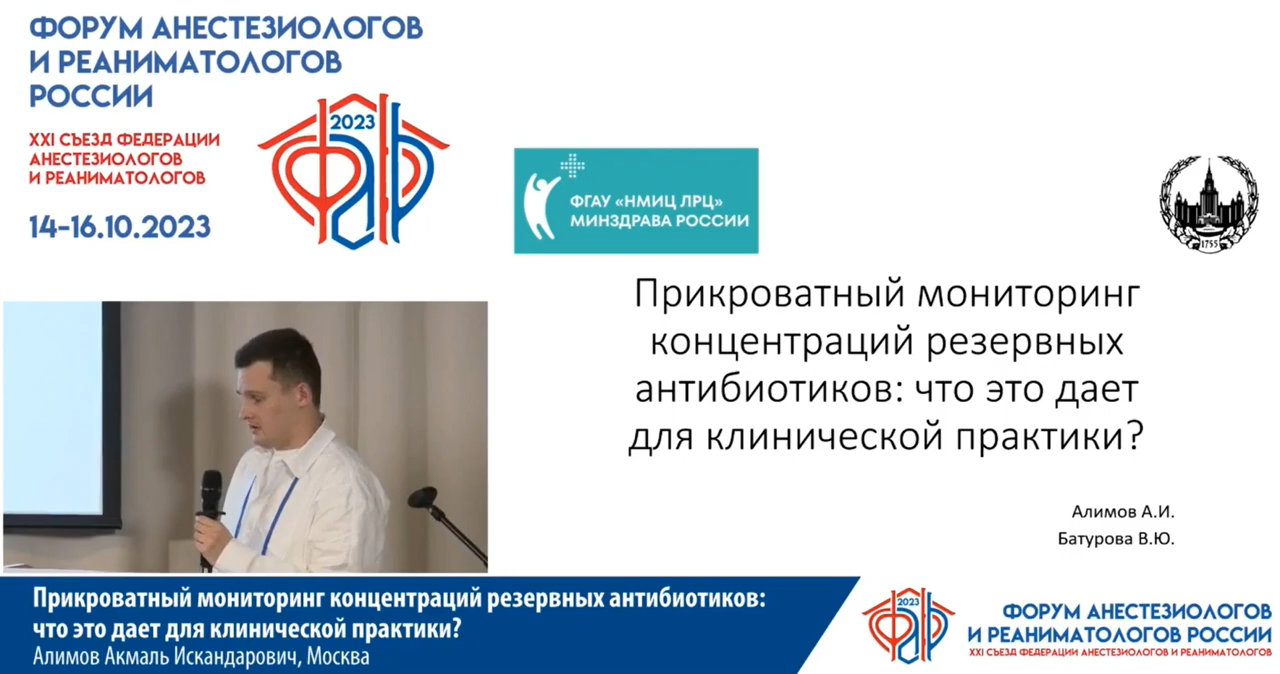 ФОРУМ АНЕСТЕЗИОЛОГОВ
И РЕАНИМАТОЛОГОВ
РОССИИ
XXI СЪЕЗД ФЕДЕРАЦИИ
АНЕСТЕЗИОЛОГОВ
И РЕАНИМАТОЛОГОВ
14-16.10.2023
2023
ФАР
ФГАУ «НМИЦ ЛРЦ»
МИНЗДРАВА РОССИИ
1755
Прикроватный мониторинг
концентраций резервных
антибиотиков: что это дает
для клинической практики?
Алимов А.И.
Батурова В.Ю.
Прикроватный мониторинг концентраций резервных антибиотиков:
что это дает для клинической практики?
Алимов Акмаль Искандарович, Москва
2023
ФАР
ФОРУМ АНЕСТЕЗИОЛОГОВ
И РЕАНИМАТОЛОГОВ РОССИИ
XXI СЪЕЗД ФЕДЕРАЦИИ АНЕСТЕЗИОЛОГОВ И РЕАНИМАТОЛОГОВ